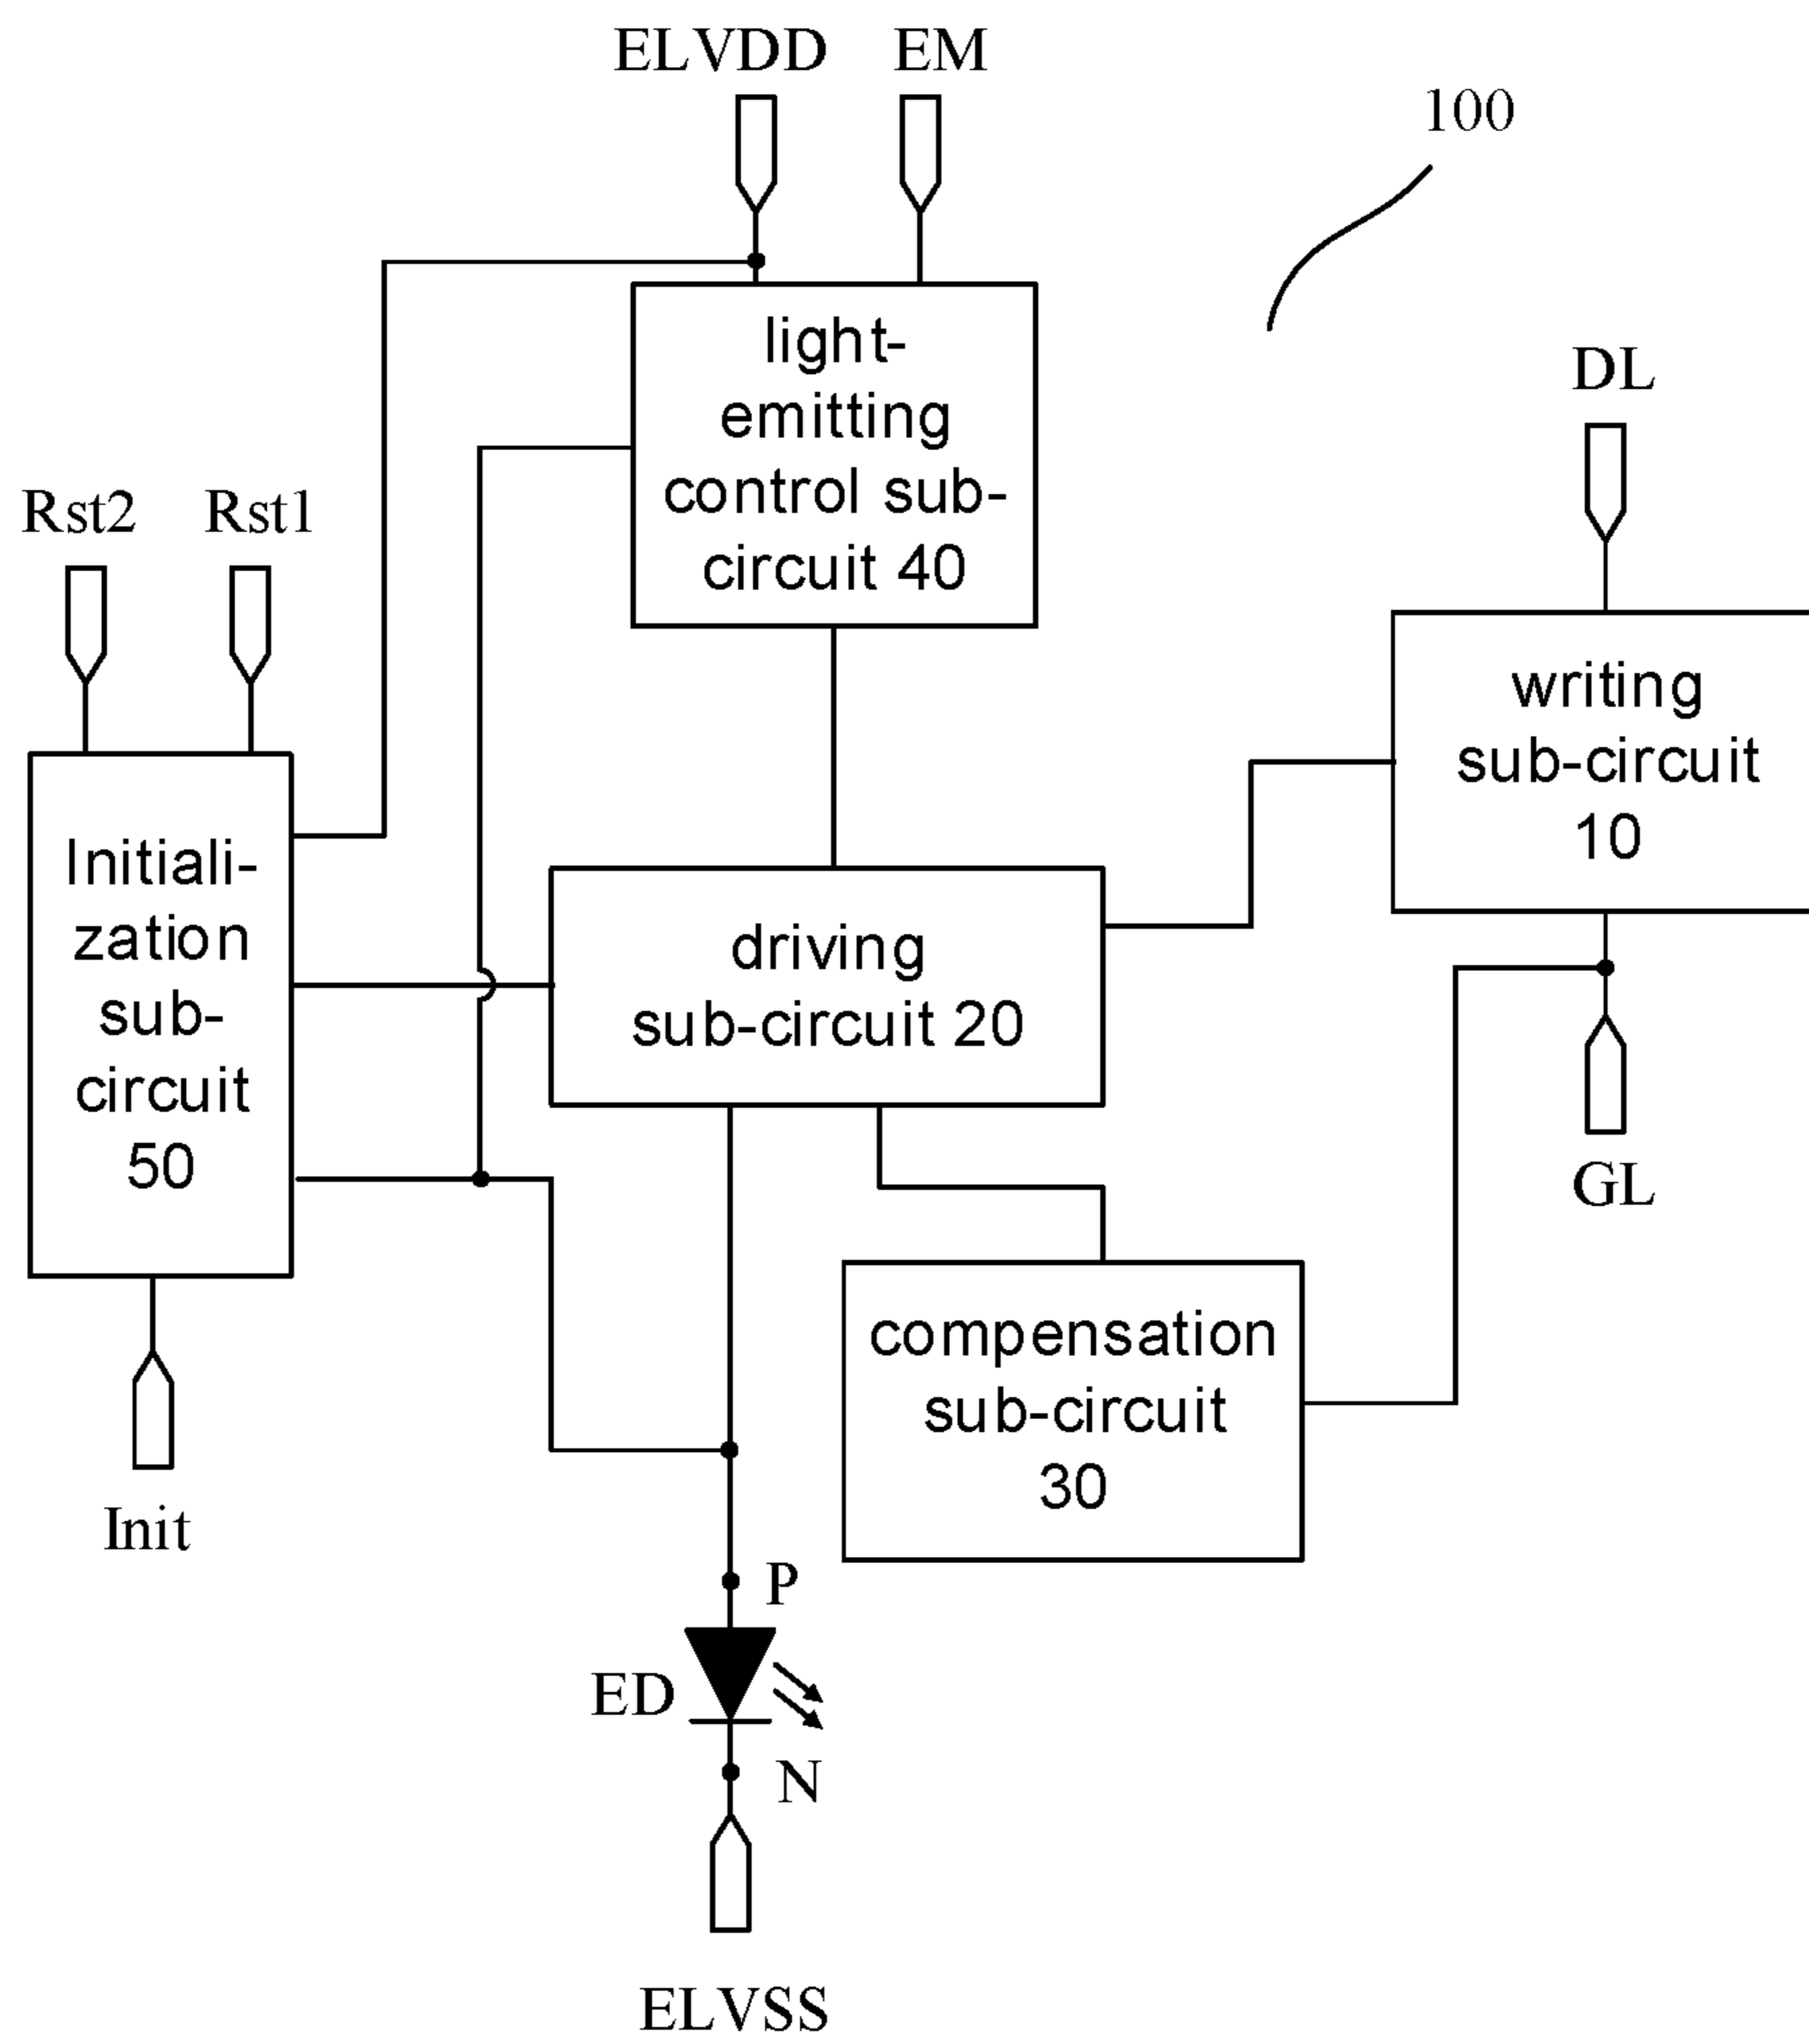 ELVDD
EM
100
light-
emitting
control sub-
circuit 40
DL
Rst2
Rst1
writing
sub-circuit
10
Initiali-
zation
sub-
circuit
50
driving
sub-circuit 20
GL
compensation
sub-circuit
30
Init
P
ED
N
ELVSS